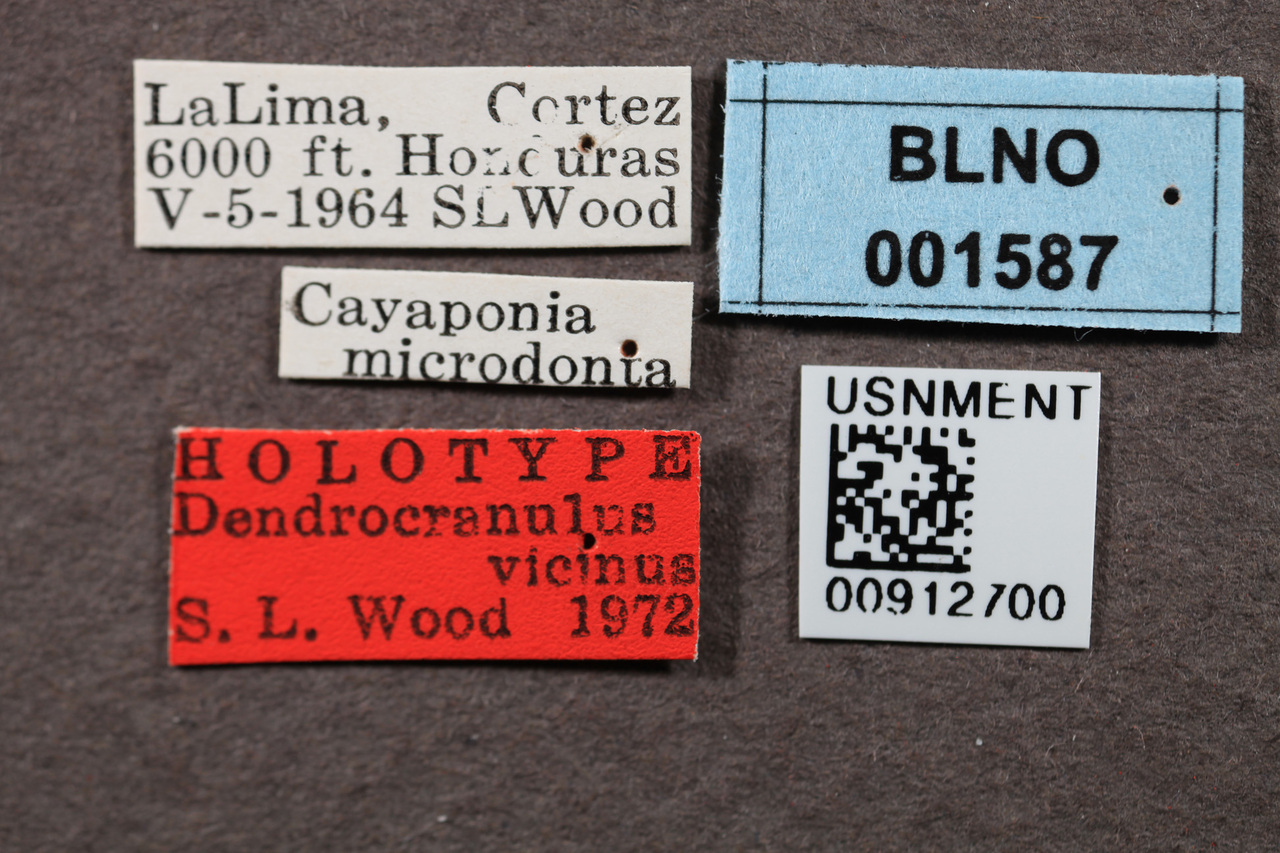 LaLima, Cortez
6000 ft. Honduras
V-5-1964 SLWood
Cayaponia
microdonta
HOLOTYPE
Dendrocranulus
vicinus
S. L. Wood 1972
BLNO
001587
USNMENT
00912700